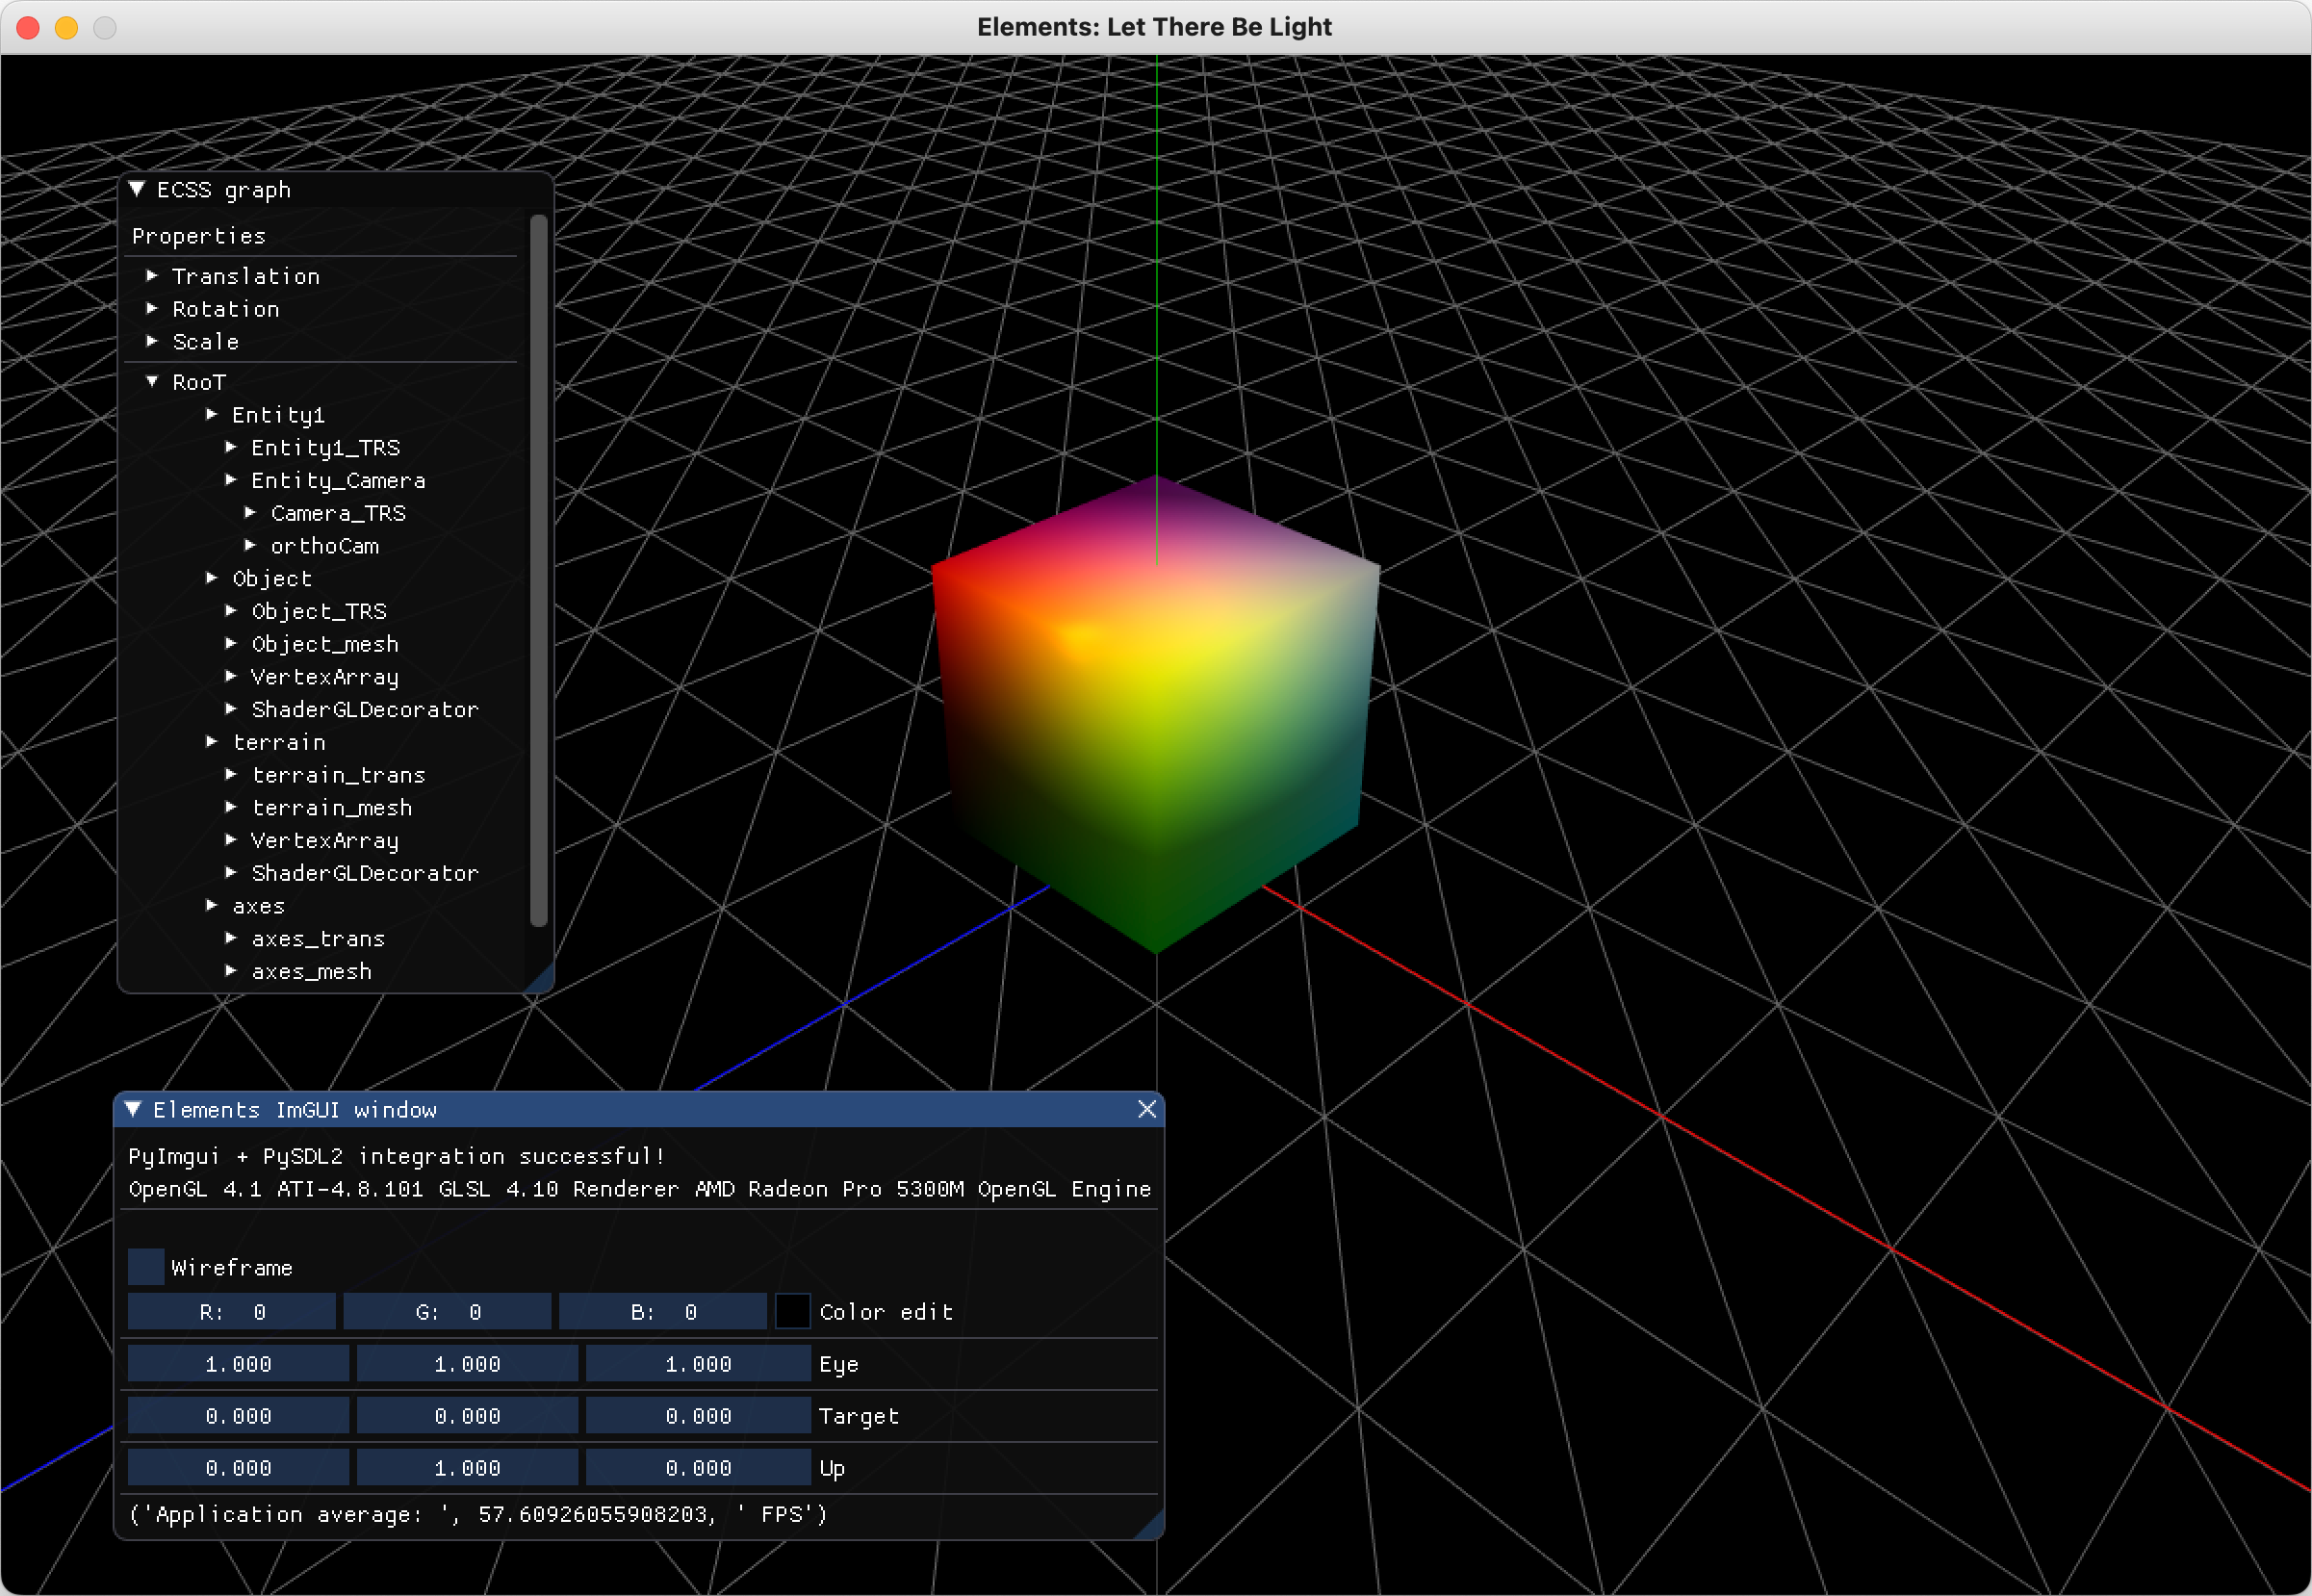 Elements: Let There Be Light
ECSS graph
Properties
Translation
Rotation
Scale
RooT
Entity1
Entity1_TRS
Entity_Camera
Camera_TRS
orthoCam
Object
Object_TRS
Object_mesh
VertexArray
ShaderGLDecorator
terrain
terrain_trans
terrain_mesh
VertexArray
ShaderGLDecorator
axes
axes_trans
axes_mesh
Elements ImGUI window
PyImgui + PySDL2 integration successful!
OpenGL 4.1 ATI-4.8.101 GLSL 4.10 Renderer AMD Radeon Pro 5300M OpenGL Engine
Wireframe
R: 0 G: 0 B: 0 Color edit
1.000 1.000 1.000 Eye
0.000 0.000 0.000 Target
0.000 1.000 0.000 Up
('Application average: ', 57.60926055908203, ' FPS')